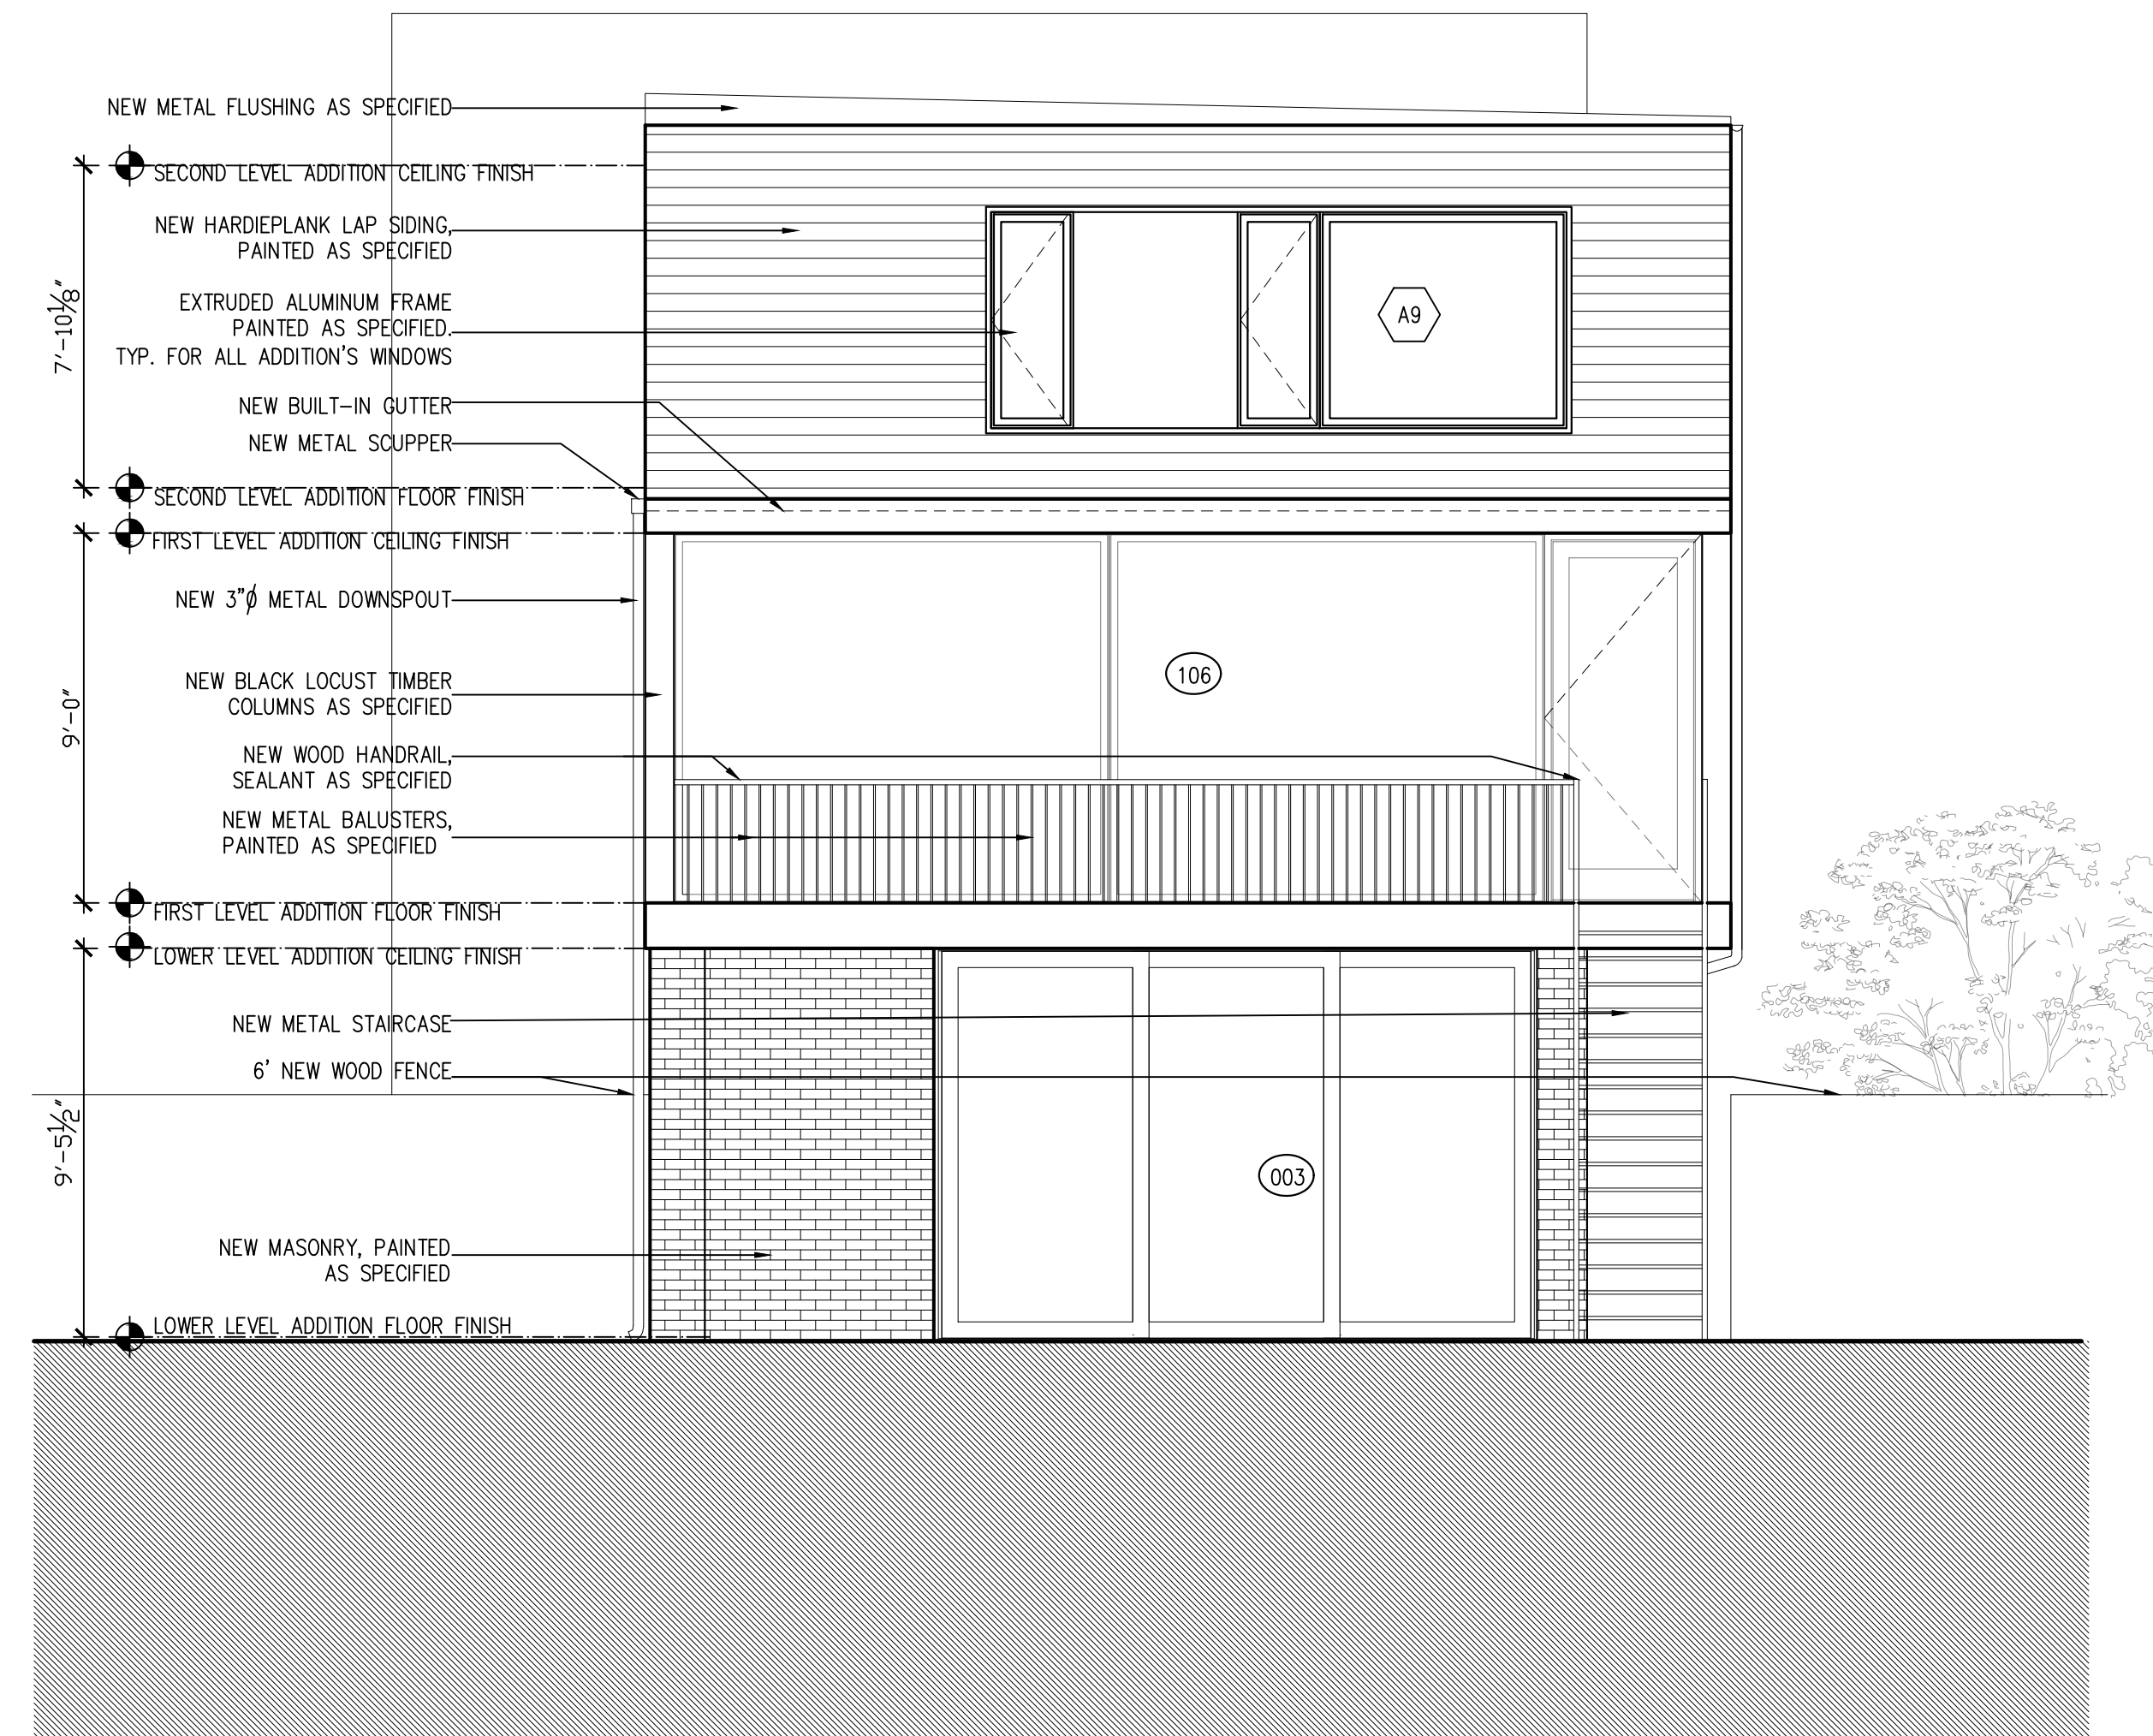 NEW METAL FLUSHING AS SPECIFIED
SECOND LEVEL ADDITION CEILING FINISH
NEW HARDIEPLANK LAP SIDING,
PAINTED AS SPECIFIED
7'-10 1/8"
EXTRUDED ALUMINUM FRAME
PAINTED AS SPECIFIED.
TYP. FOR ALL ADDITION'S WINDOWS
A9
NEW BUILT-IN GUTTER
NEW METAL SCUPPER
SECOND LEVEL ADDITION FLOOR FINISH
FIRST LEVEL ADDITION CEILING FINISH
NEW 3"Ø METAL DOWNSPOUT
106
NEW BLACK LOCUST TIMBER
COLUMNS AS SPECIFIED
9'-0"
NEW WOOD HANDRAIL,
SEALANT AS SPECIFIED
NEW METAL BALUSTERS,
PAINTED AS SPECIFIED
FIRST LEVEL ADDITION FLOOR FINISH
LOWER LEVEL ADDITION CEILING FINISH
NEW METAL STAIRCASE
6' NEW WOOD FENCE
9'-5 1/2"
003
NEW MASONRY, PAINTED
AS SPECIFIED
LOWER LEVEL ADDITION FLOOR FINISH